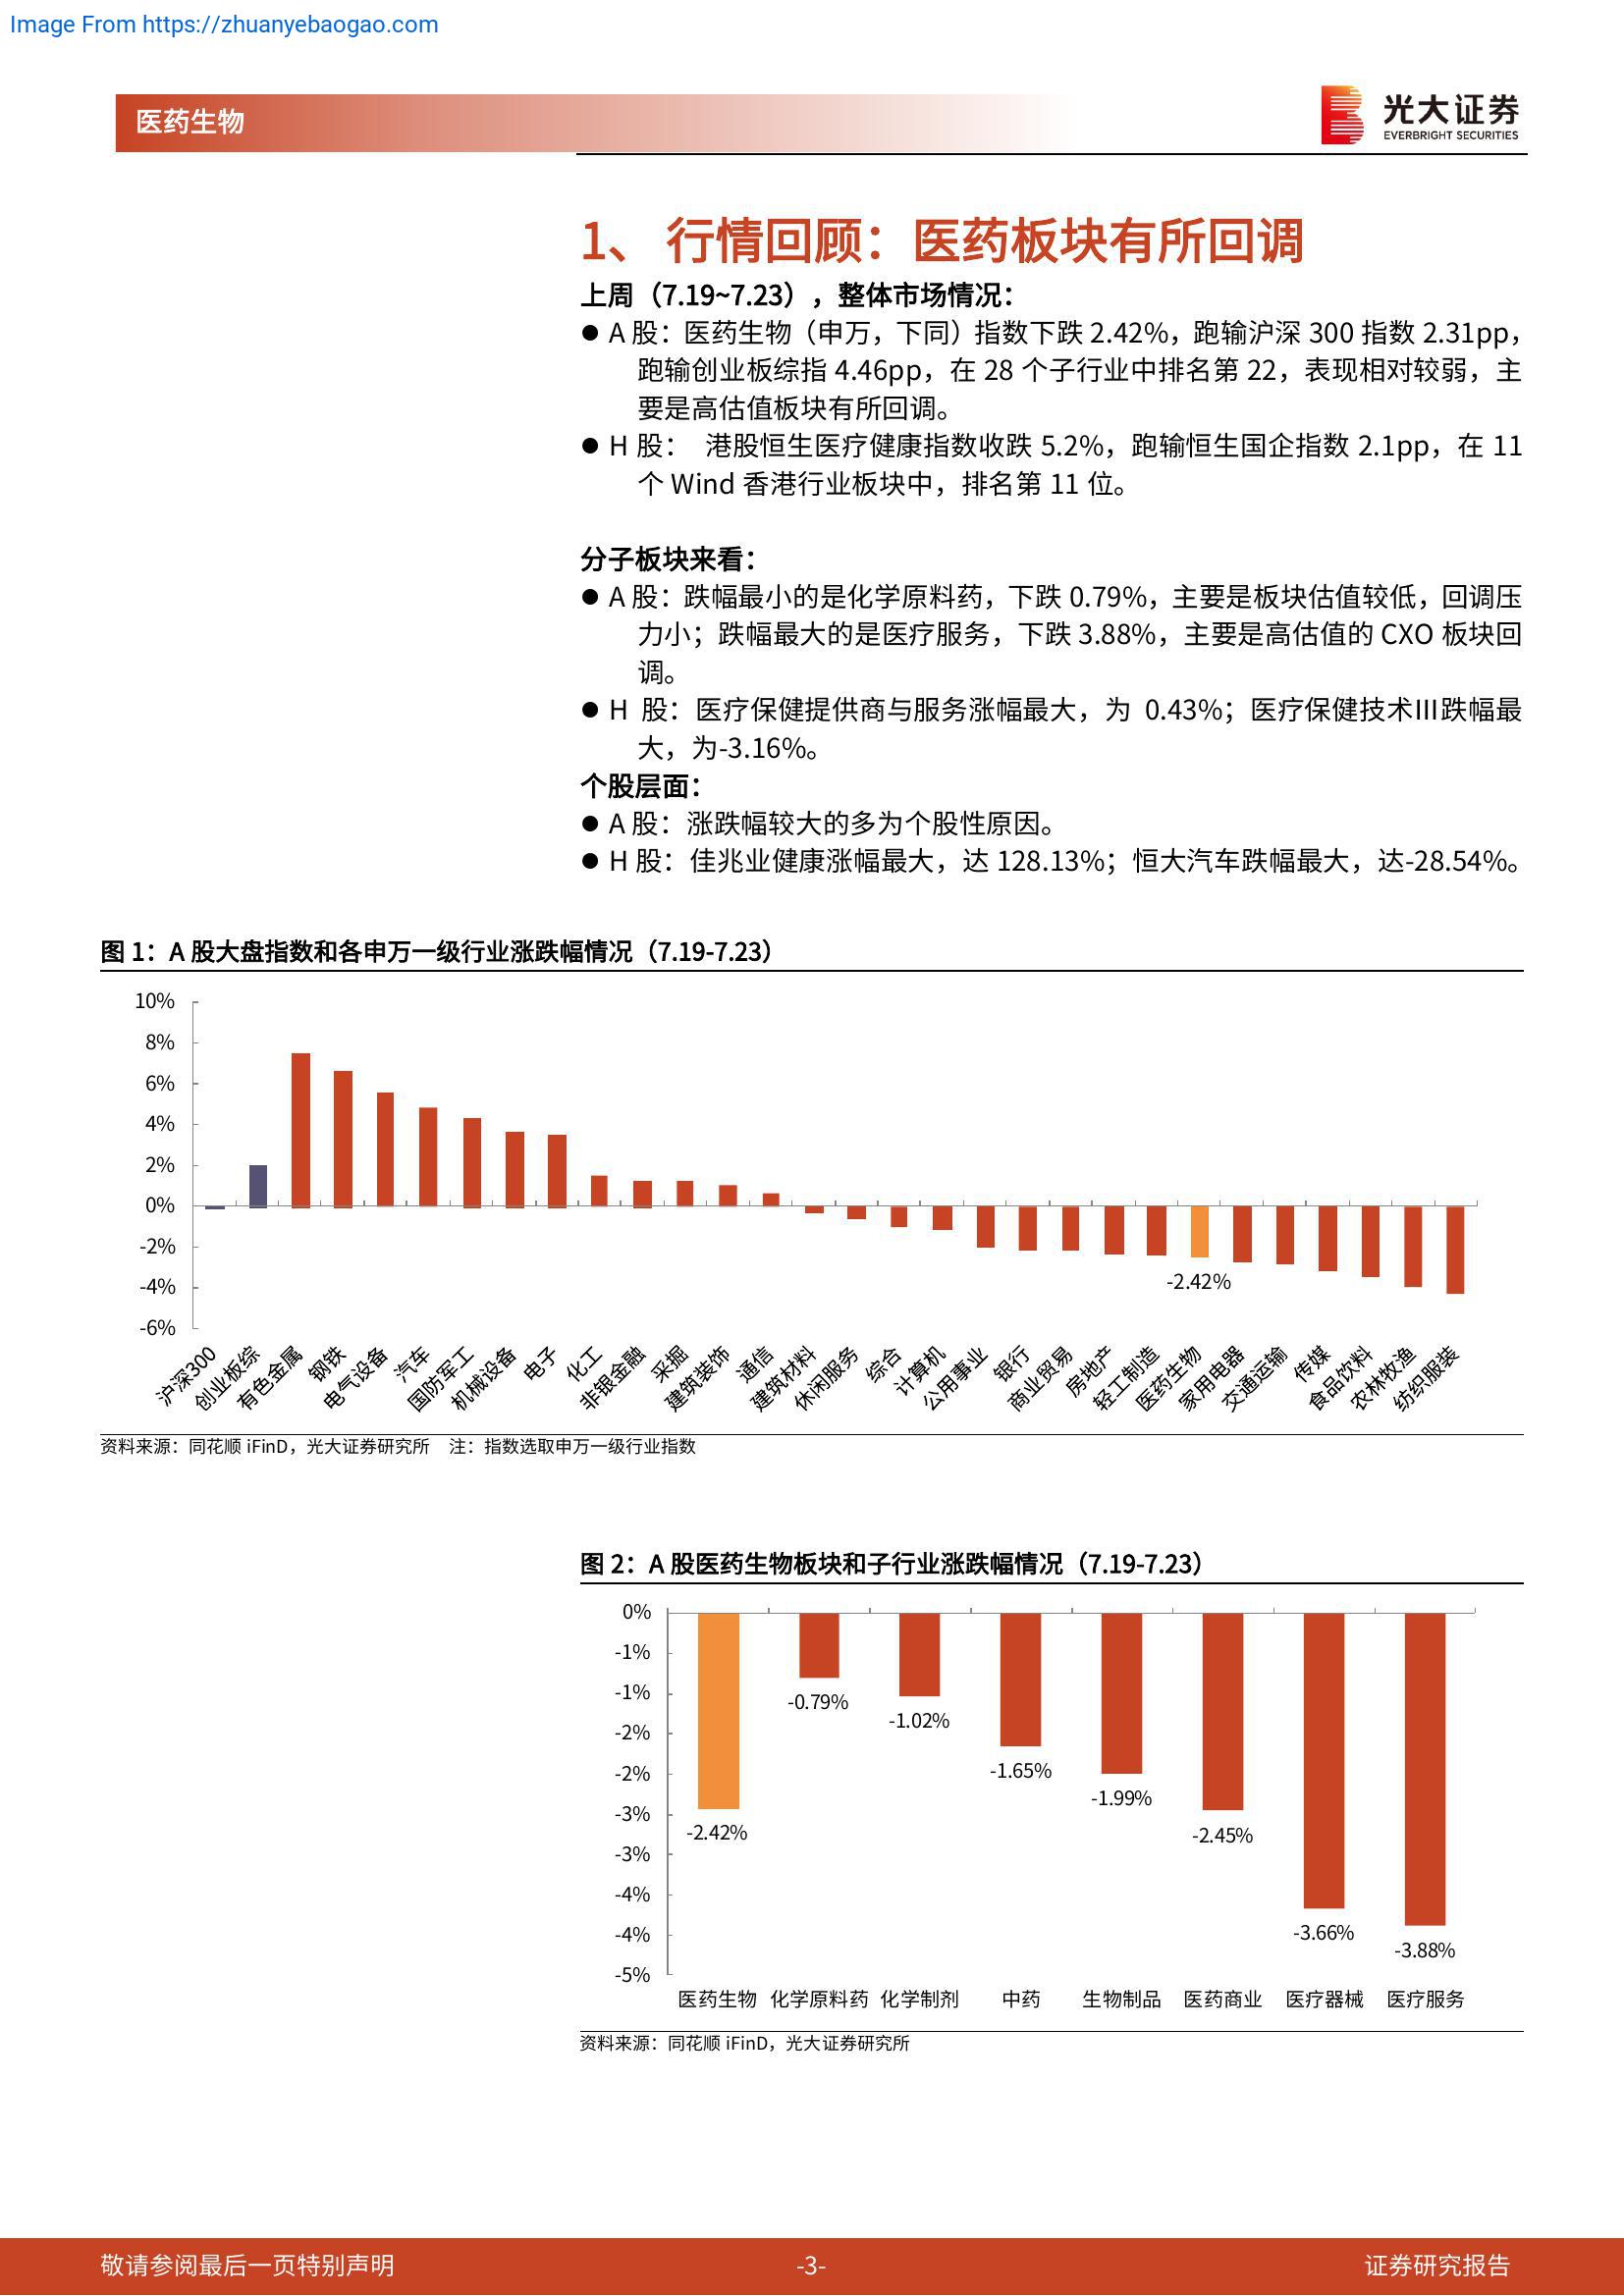 Image From https://zhuanyebaogao.com
医药生物
光大证券
EVERBRIGHT SECURITIES
1、 行情回顾：医药板块有所回调
上周（7.19~7.23），整体市场情况：
● A 股：医药生物（申万，下同）指数下跌 2.42%，跑输沪深 300 指数 2.31pp，
跑输创业板综指 4.46pp，在 28 个子行业中排名第 22，表现相对较弱，主
要是高估值板块有所回调。
● H 股： 港股恒生医疗健康指数收跌 5.2%，跑输恒生国企指数 2.1pp，在 11
个 Wind 香港行业板块中，排名第 11 位。
分子板块来看：
● A 股：跌幅最小的是化学原料药，下跌 0.79%，主要是板块估值较低，回调压
力小；跌幅最大的是医疗服务，下跌 3.88%，主要是高估值的 CXO 板块回
调。
● H 股：医疗保健提供商与服务涨幅最大，为 0.43%；医疗保健技术Ⅲ跌幅最
大，为-3.16%。
个股层面：
● A 股：涨跌幅较大的多为个股性原因。
● H 股：佳兆业健康涨幅最大，达 128.13%；恒大汽车跌幅最大，达-28.54%。
图 1：A 股大盘指数和各申万一级行业涨跌幅情况（7.19-7.23）
10%
8%
6%
4%
2%
0%
-2%
-4%
-6%
-2.42%
沪深300 创业板综 有色金属 钢铁 电气设备 汽车 国防军工 机械设备 电子 化工 非银金融 采掘 建筑装饰 通信 建筑材料 休闲服务 综合 计算机 公用事业 银行 商业贸易 房地产 轻工制造 医药生物 家用电器 交通运输 传媒 食品饮料 农林牧渔 纺织服装
资料来源：同花顺 iFinD，光大证券研究所 注：指数选取申万一级行业指数
图 2：A 股医药生物板块和子行业涨跌幅情况（7.19-7.23）
0%
-1%
-1%
-2%
-2%
-3%
-3%
-4%
-4%
-5%
-2.42%
-0.79%
-1.02%
-1.65%
-1.99%
-2.45%
-3.66%
-3.88%
医药生物 化学原料药 化学制剂 中药 生物制品 医药商业 医疗器械 医疗服务
资料来源：同花顺 iFinD，光大证券研究所
敬请参阅最后一页特别声明 -3- 证券研究报告